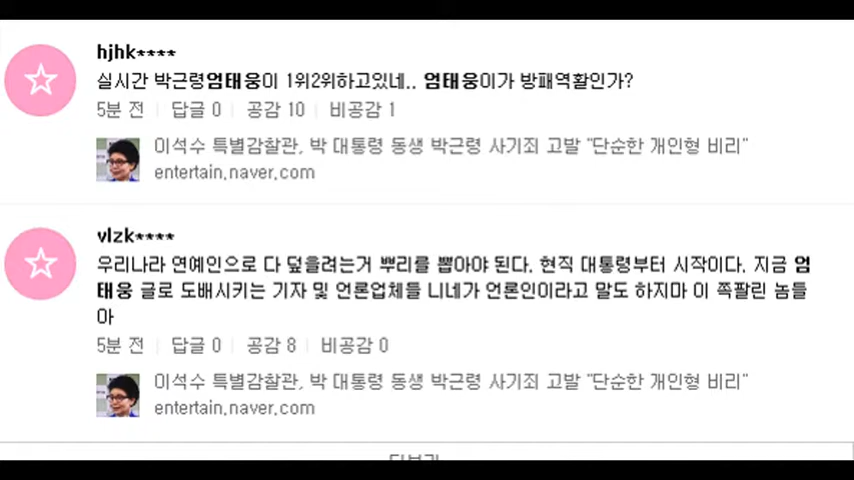 hjhk****
실시간 박근령엄태웅이 1위2위하고있네.. 엄태웅이가 방패역활인가?
5분 전 답글 0 공감 10 비공감 1
이석수 특별감찰관, 박 대통령 동생 박근령 사기죄 고발 "단순한 개인형 비리"
entertain.naver.com
vlzk****
우리나라 연예인으로 다 덮을려는거 뿌리를 뽑아야 된다. 현직 대통령부터 시작이다. 지금 엄
태웅 글로 도배시키는 기자 및 언론업체들 니네가 언론인이라고 말도 하지마 이 쪽팔린 놈들
아
5분 전 답글 0 공감 8 비공감 0
이석수 특별감찰관, 박 대통령 동생 박근령 사기죄 고발 "단순한 개인형 비리"
entertain.naver.com